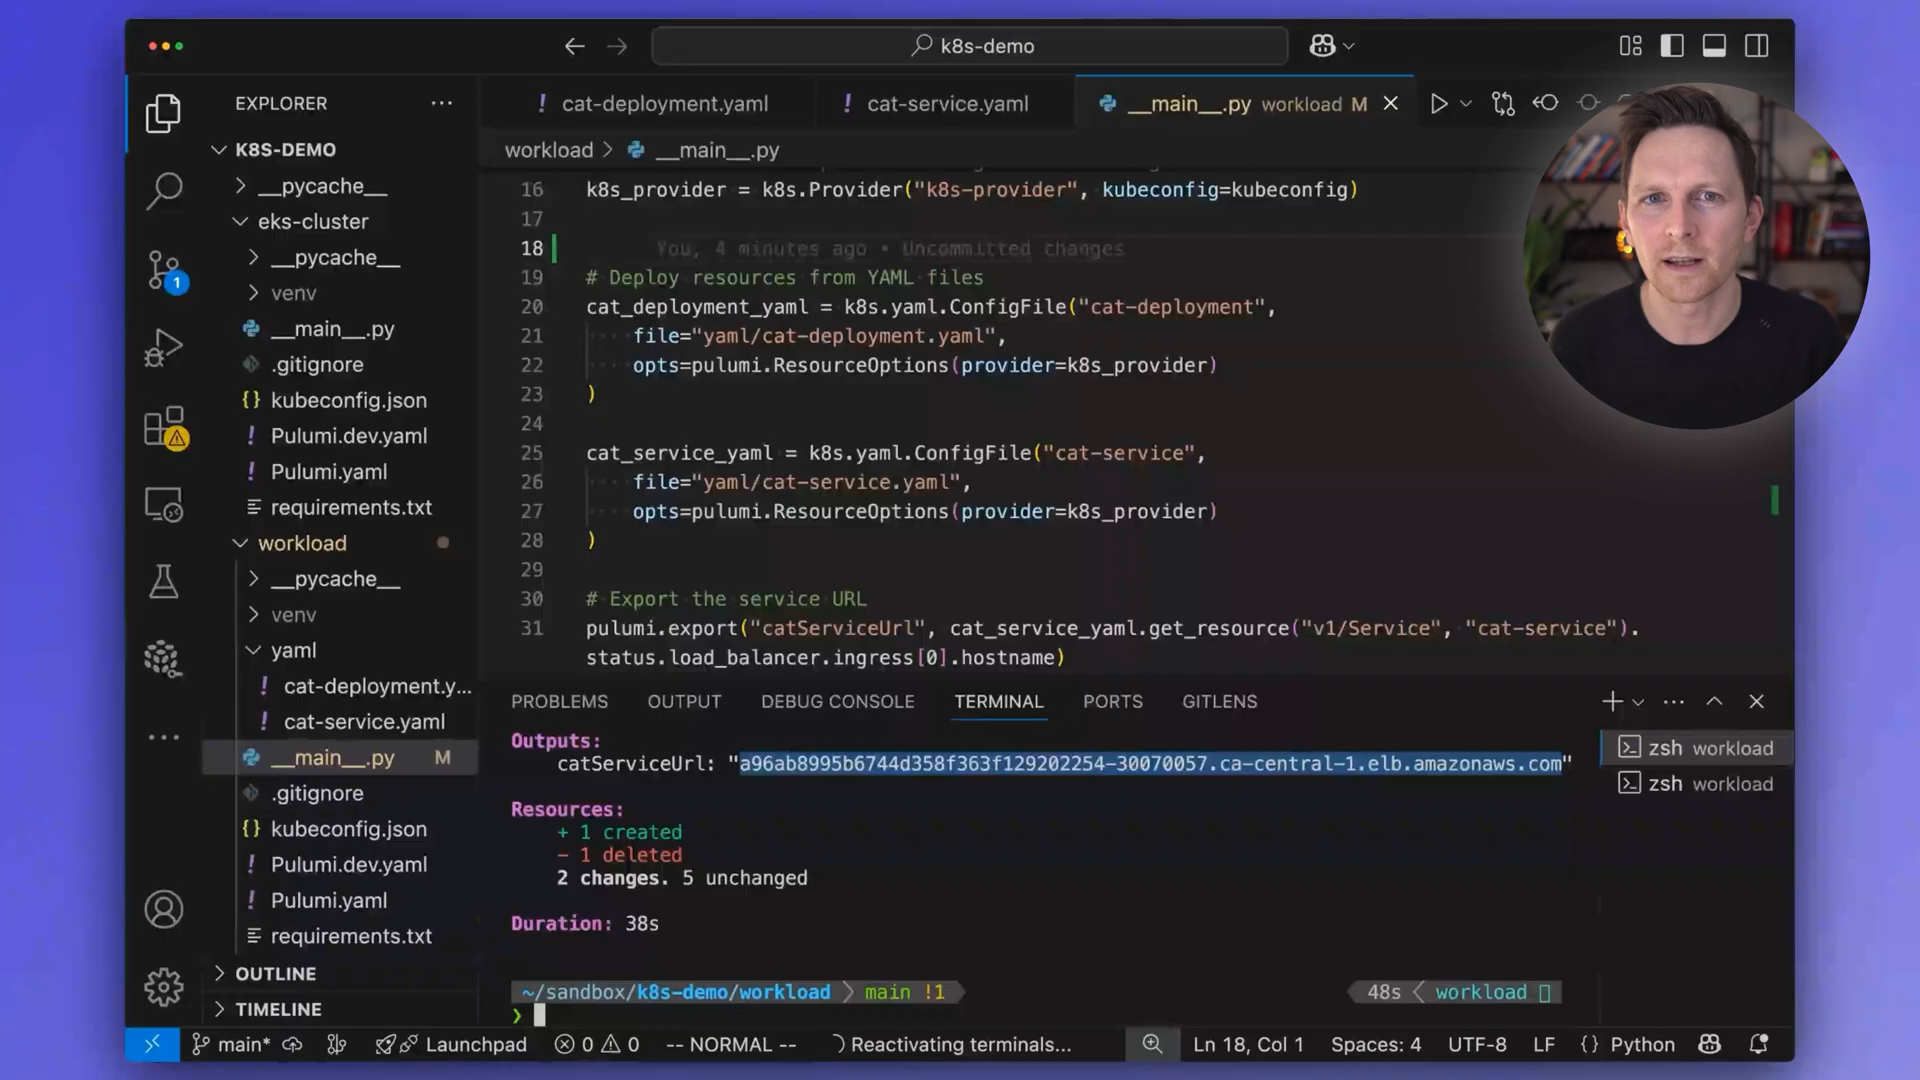 k8s-demo
EXPLORER
K8S-DEMO
__pycache__
eks-cluster
__pycache__
venv
__main__.py
.gitignore
{} kubeconfig.json
! Pulumi.dev.yaml
! Pulumi.yaml
requirements.txt
workload
__pycache__
venv
yaml
! cat-deployment.y...
! cat-service.yaml
__main__.py M
.gitignore
{} kubeconfig.json
! Pulumi.dev.yaml
! Pulumi.yaml
requirements.txt
OUTLINE
TIMELINE
1
! cat-deployment.yaml
! cat-service.yaml
__main__.py workload M
workload > __main__.py
16 k8s_provider = k8s.Provider("k8s-provider", kubeconfig=kubeconfig)
17
18 You, 4 minutes ago • Uncommitted changes
19 # Deploy resources from YAML files
20 cat_deployment_yaml = k8s.yaml.ConfigFile("cat-deployment",
21 file="yaml/cat-deployment.yaml",
22 opts=pulumi.ResourceOptions(provider=k8s_provider)
23 )
24
25 cat_service_yaml = k8s.yaml.ConfigFile("cat-service",
26 file="yaml/cat-service.yaml",
27 opts=pulumi.ResourceOptions(provider=k8s_provider)
28 )
29
30 # Export the service URL
31 pulumi.export("catServiceUrl", cat_service_yaml.get_resource("v1/Service", "cat-service").
status.load_balancer.ingress[0].hostname)
PROBLEMS OUTPUT DEBUG CONSOLE TERMINAL PORTS GITLENS
Outputs:
catServiceUrl: "a96ab8995b6744d358f363f129202254-30070057.ca-central-1.elb.amazonaws.com"
Resources:
+ 1 created
- 1 deleted
2 changes. 5 unchanged
Duration: 38s
~/sandbox/k8s-demo/workload main !1
48s workload
❯
zsh workload
zsh workload
main* Launchpad 0 0 -- NORMAL -- Reactivating terminals... Ln 18, Col 1 Spaces: 4 UTF-8 LF {} Python